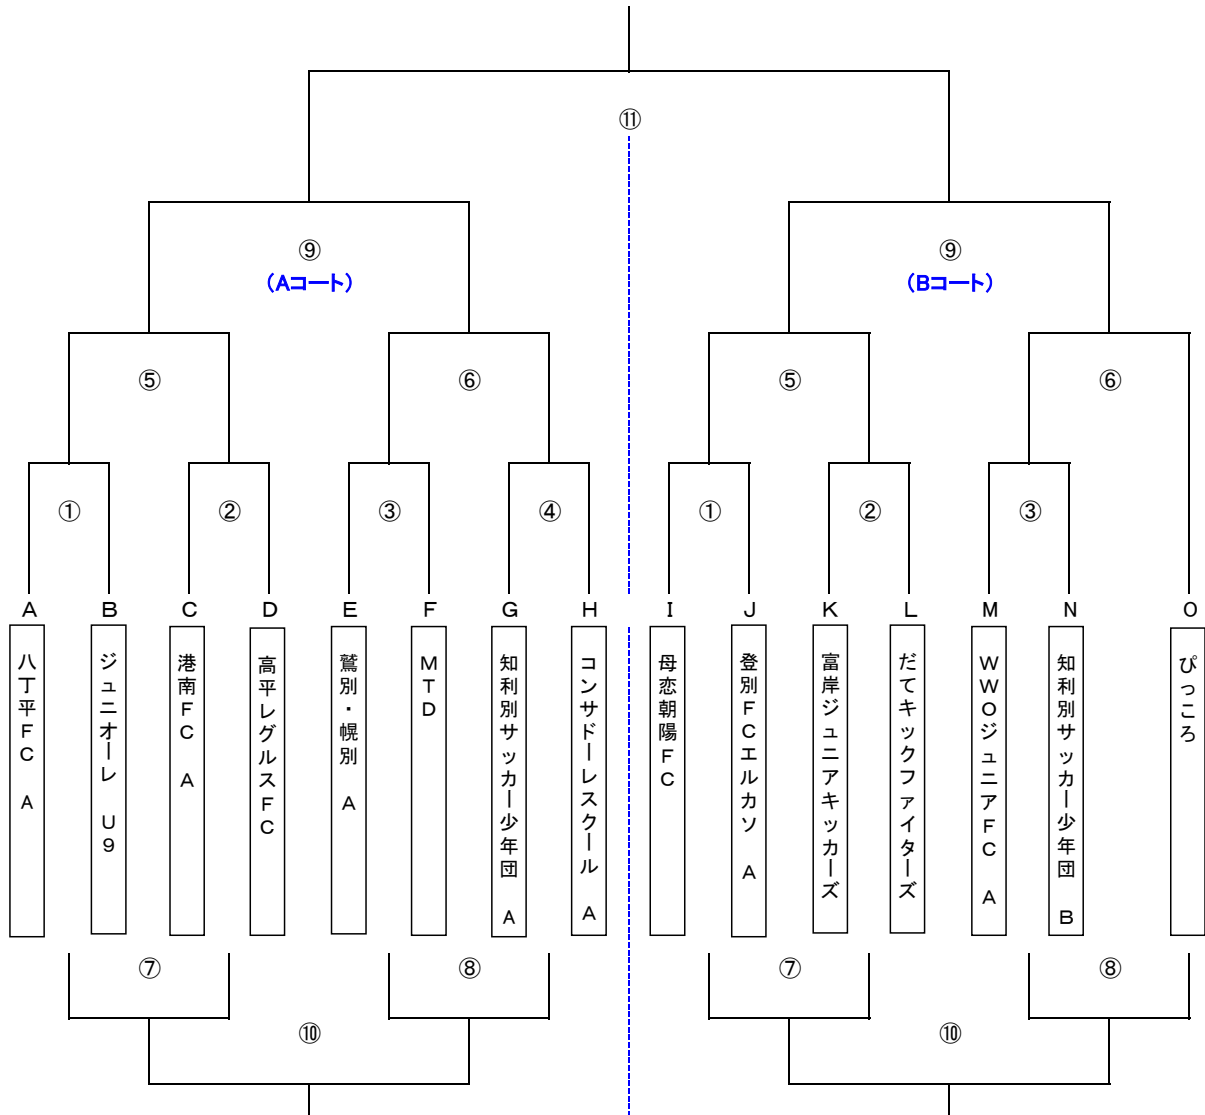 ⑪
⑨
(Aコート)
⑨
(Bコート)
⑤
⑥
⑤
⑥
①
②
③
④
①
②
③
A
B
C
D
E
F
G
H
I
J
K
L
M
N
O
八丁平FC A
ジュニオーレ U9
港南FC A
高平レグルスFC
鷲別・幌別 A
MTD
知利別サッカー少年団 A
コンサドーレスクール A
母恋朝陽FC
登別FCエルカソ A
富岸ジュニアキッカーズ
だてキックファイターズ
WWOジュニアFC A
知利別サッカー少年団 B
ぴっころ
⑦
⑧
⑦
⑧
⑩
⑩